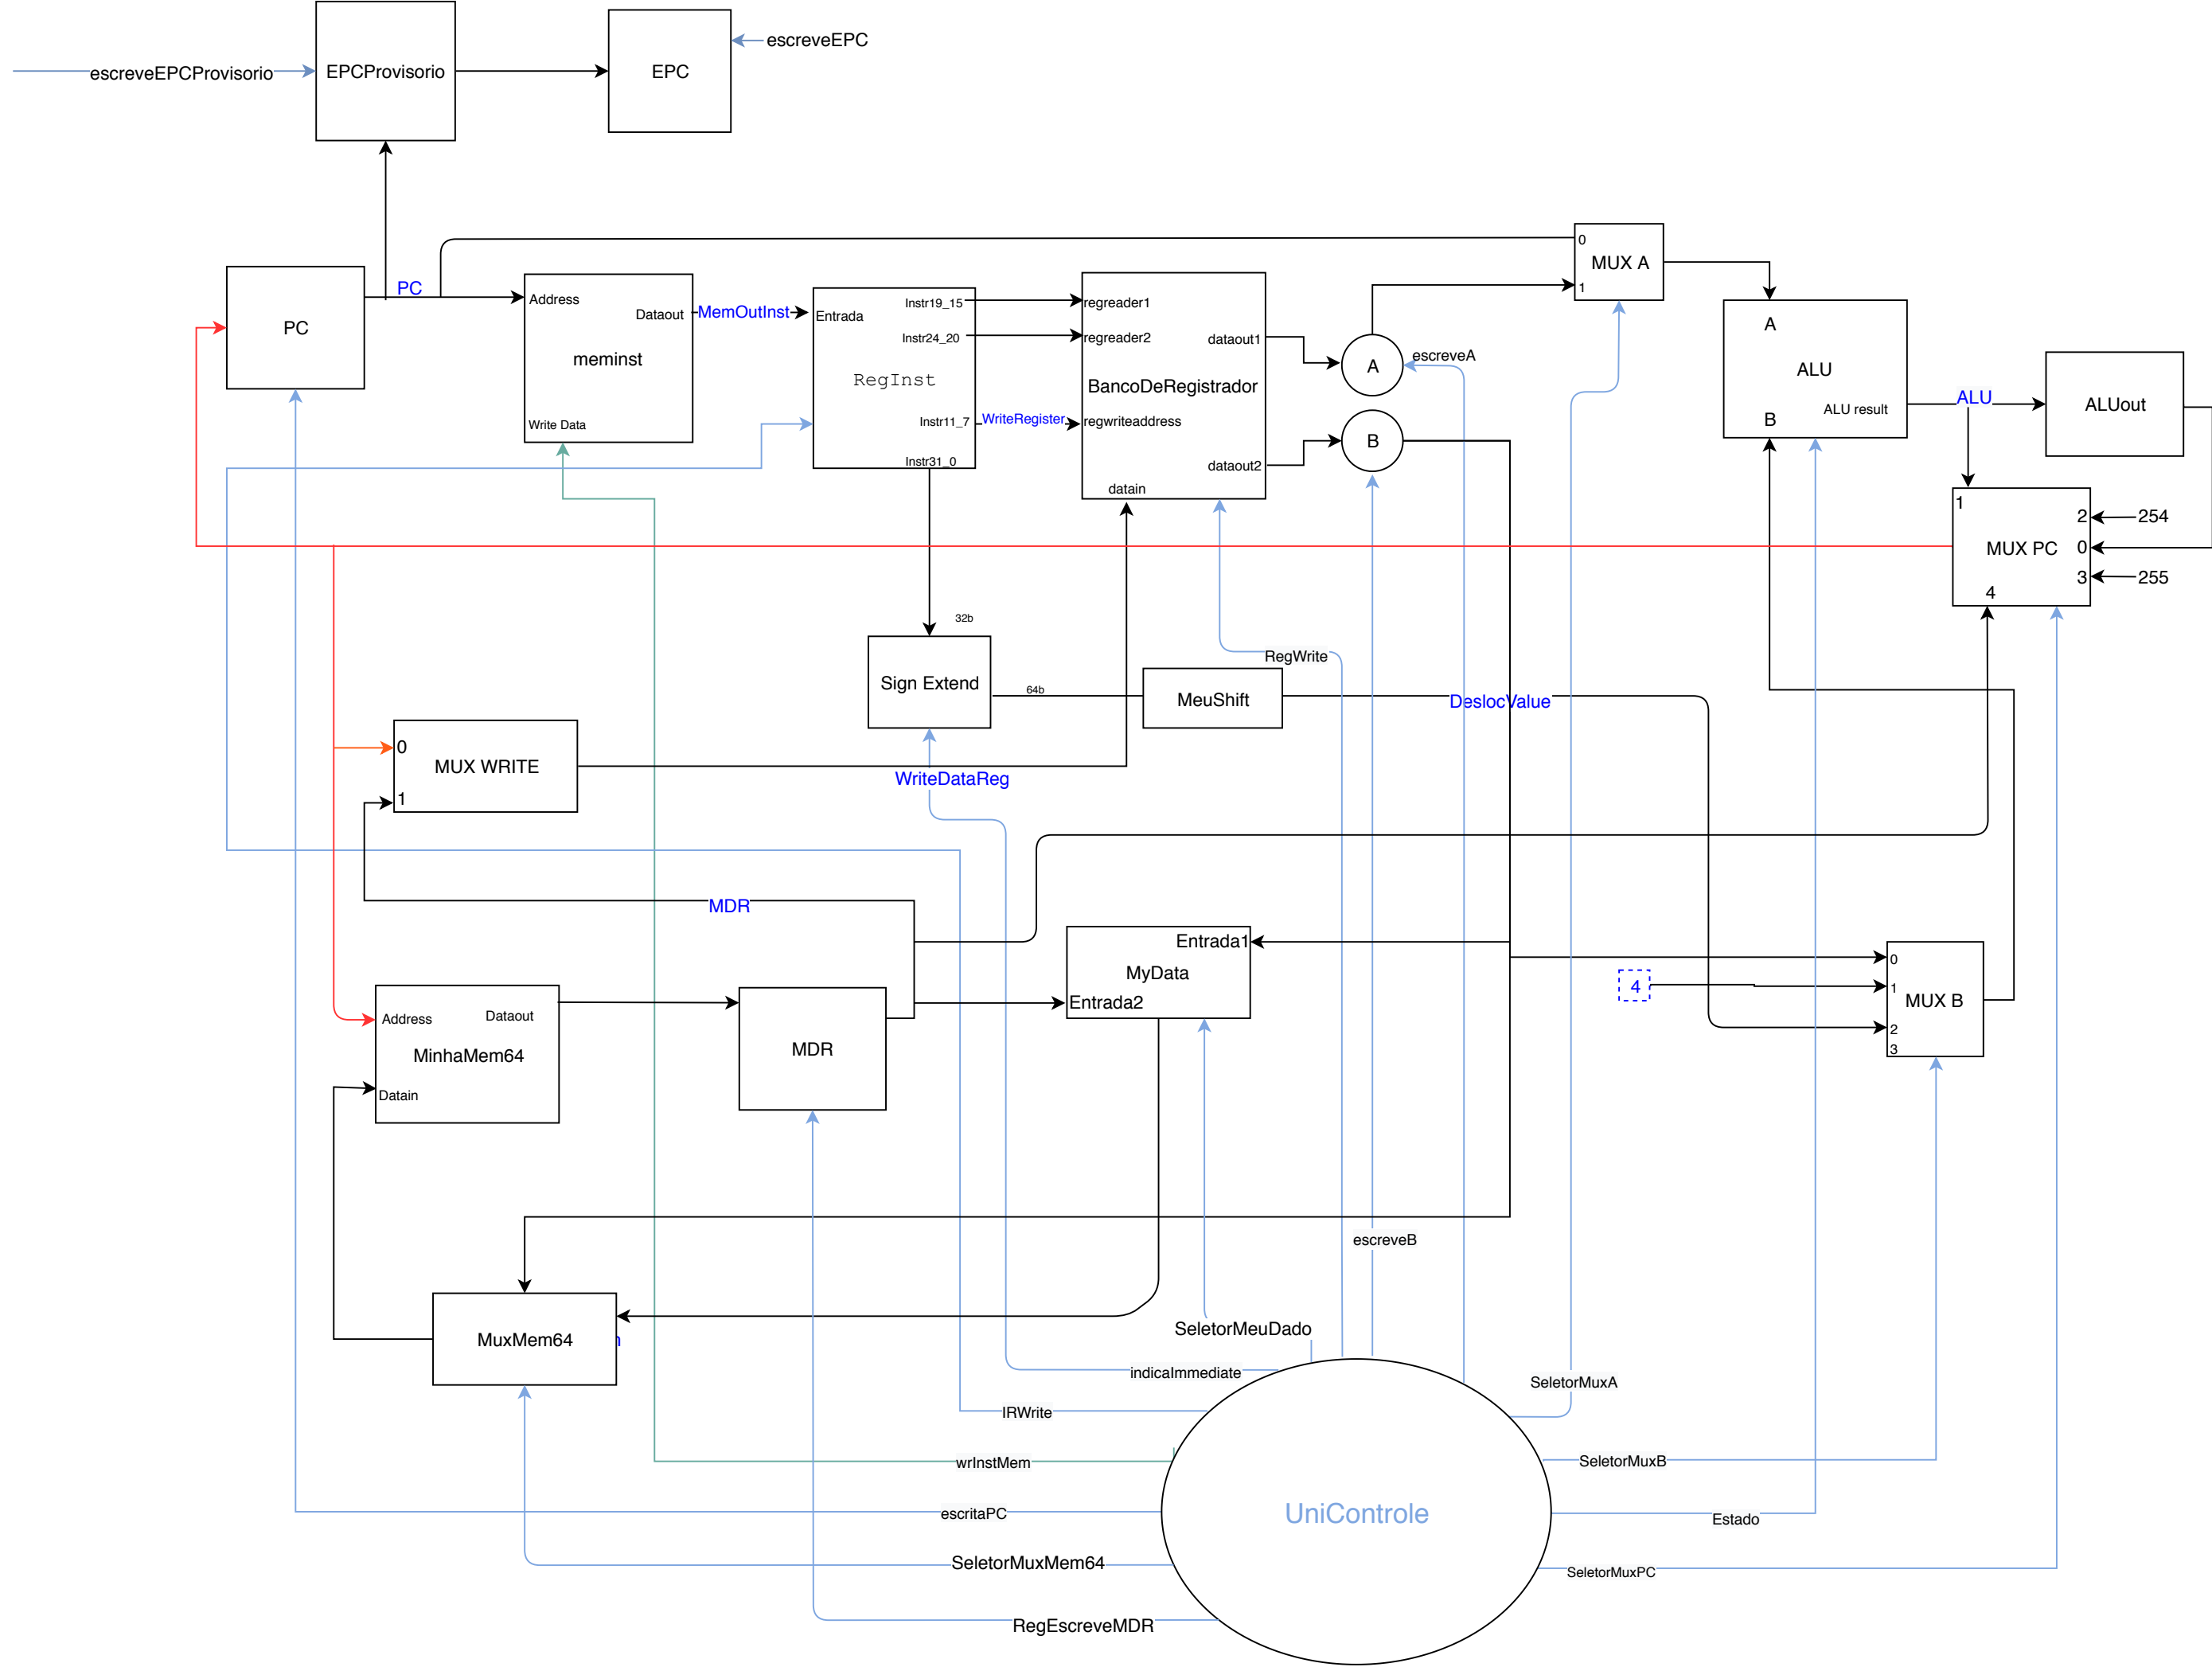 escreveEPC
escreveEPCProvisorio
EPCProvisorio
EPC
PC
PC
Address
Dataout
meminst
Write Data
MemOutInst
Entrada
Instr19_15
Instr24_20
RegInst
Instr11_7
Instr31_0
WriteRegister
regreader1
regreader2
dataout1
BancoDeRegistrador
regwriteaddress
dataout2
datain
A
escreveA
B
0
MUX A
1
A
ALU
ALU result
B
ALU
ALUout
1
2
254
MUX PC
0
3
255
4
32b
Sign Extend
64b
MeuShift
RegWrite
DeslocValue
0
MUX WRITE
1
WriteDataReg
MDR
Entrada1
MyData
Entrada2
4
0
1
MUX B
2
3
Address
Dataout
MinhaMem64
Datain
MDR
escreveB
MuxMem64
SeletorMeuDado
indicaImmediate
SeletorMuxA
IRWrite
wrInstMem
SeletorMuxB
escritaPC
UniControle
Estado
SeletorMuxMem64
SeletorMuxPC
RegEscreveMDR